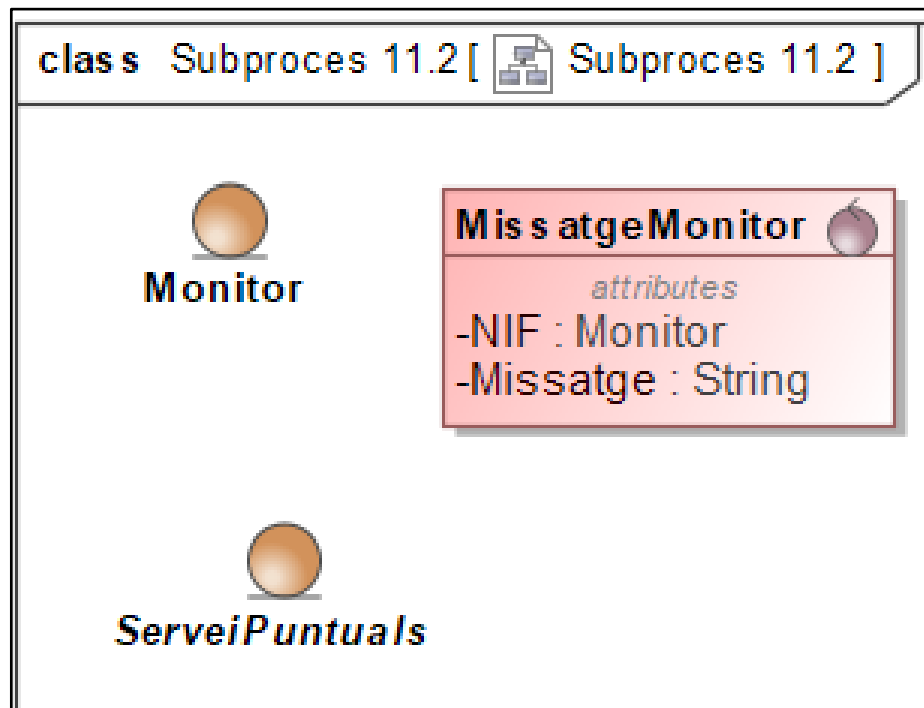 class Subproces 11.2 [ Subproces 11.2 ]
Monitor
MissatgeMonitor
attributes
-NIF : Monitor
-Missatge : String
ServeiPuntuals